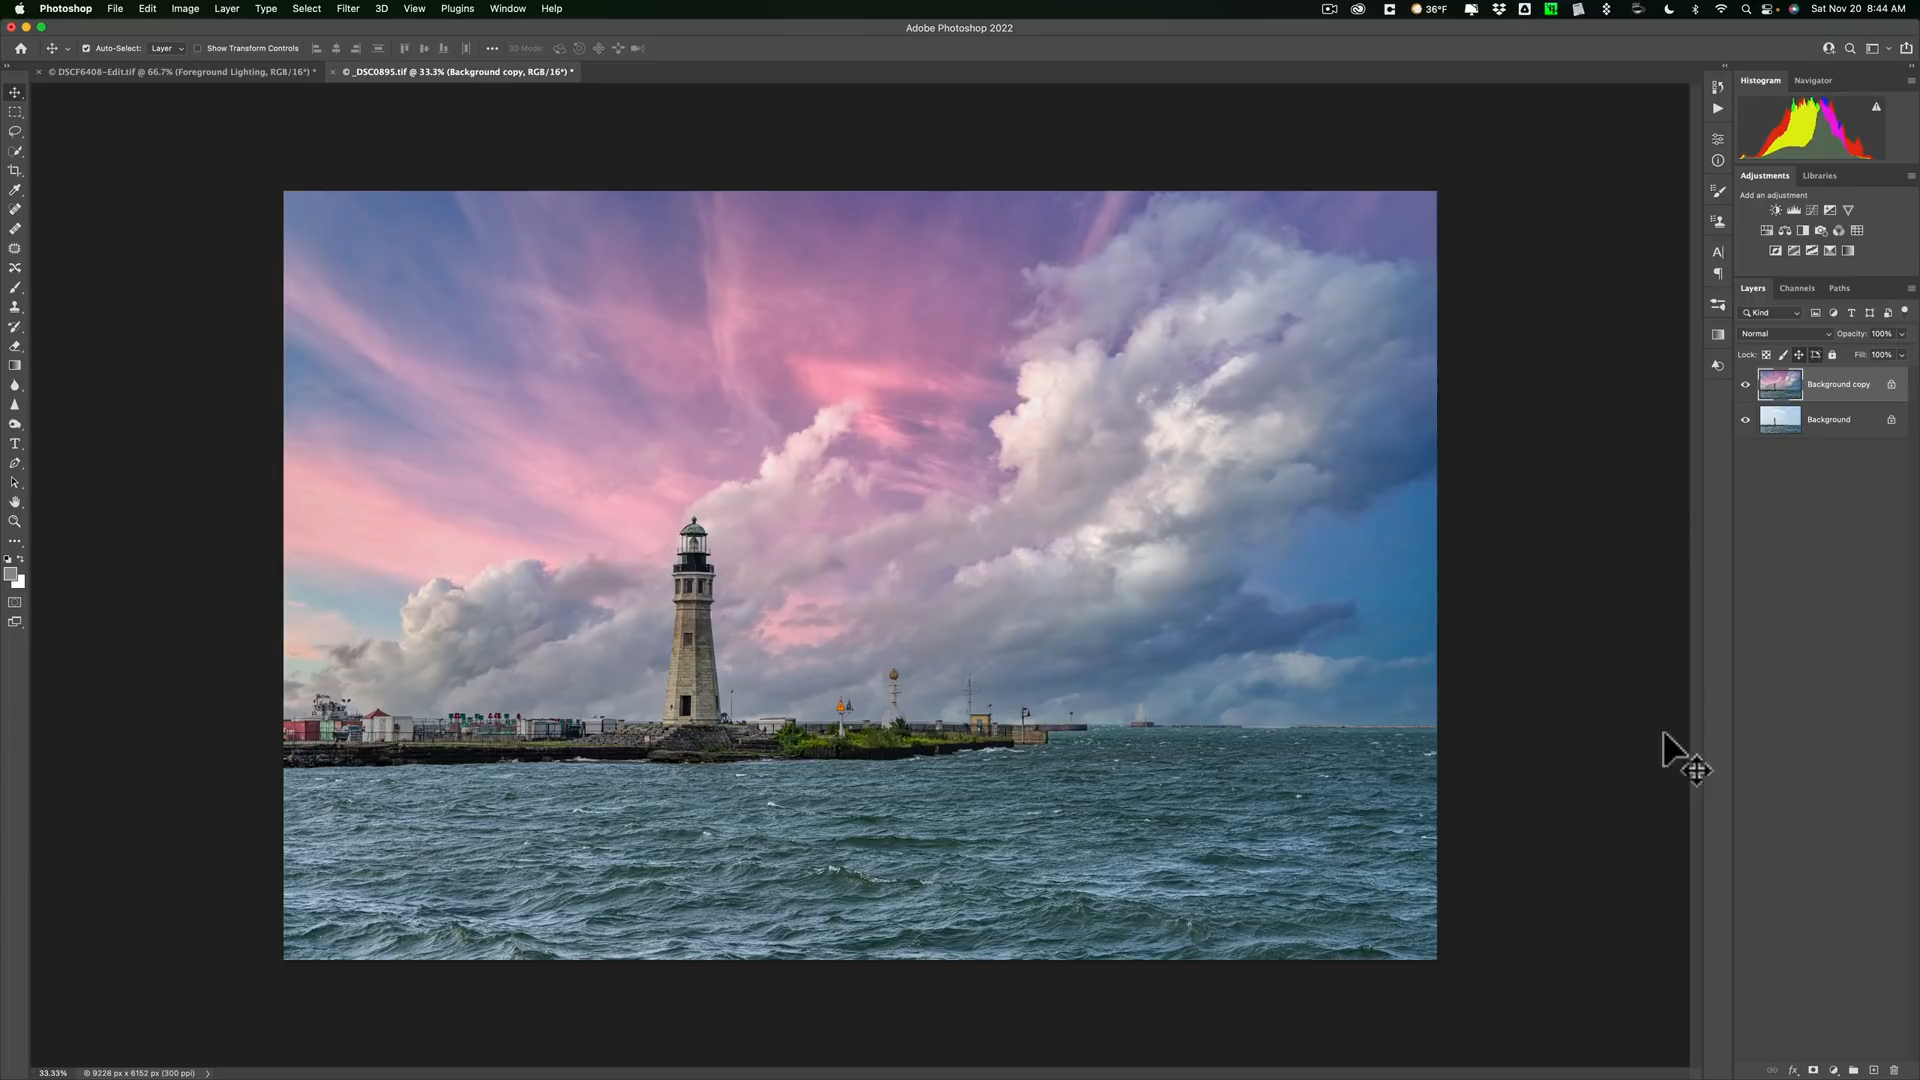 Photoshop File Edit Image Layer Type Select Filter 3D View Plugins Window Help 36°F Sat Nov 20 8:44 AM
Adobe Photoshop 2022
Auto-Select: Layer Show Transform Controls 3D Mode:
© DSCF6408-Edit.tif @ 66.7% (Foreground Lighting, RGB/16*) * © _DSC0895.tif @ 33.3% (Background copy, RGB/16*) *
Histogram Navigator
Adjustments Libraries
Add an adjustment
Layers Channels Paths
Kind
Normal Opacity: 100%
Lock: Fill: 100%
Background copy
Background
33.33% © 9228 px x 6152 px (300 ppi)